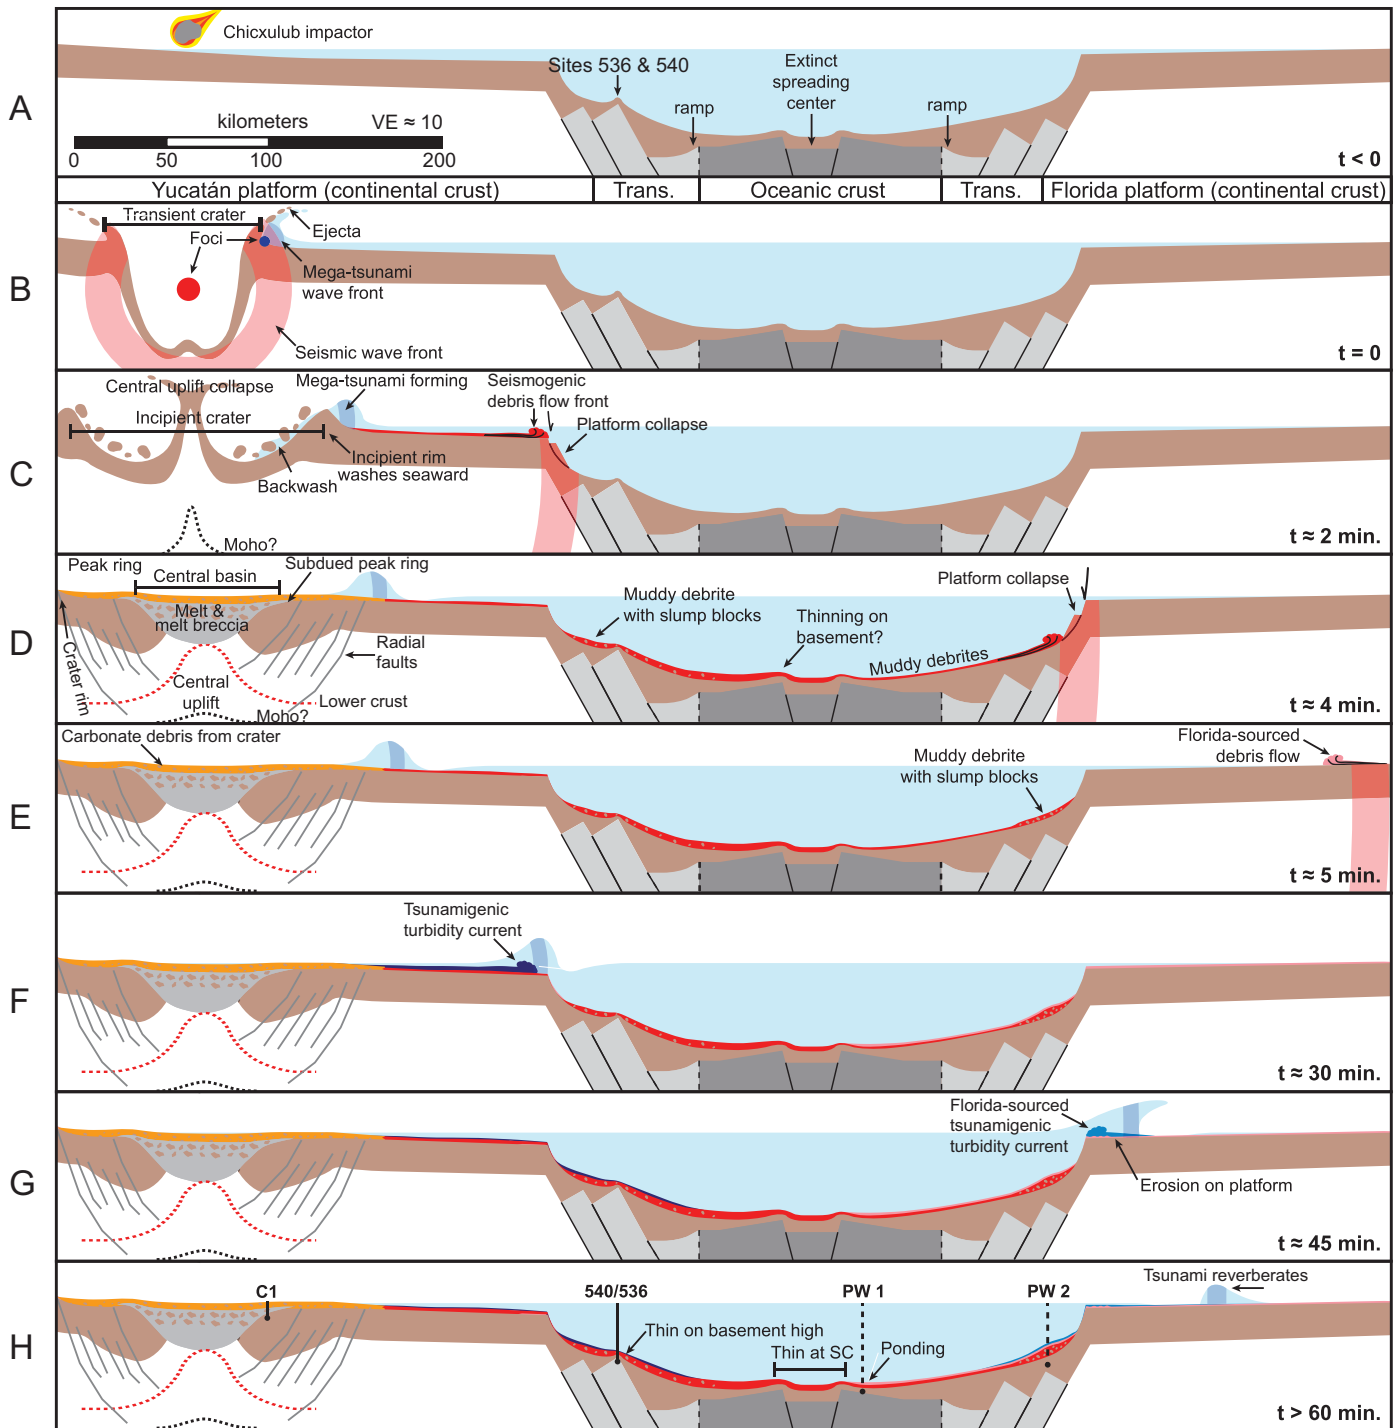 A
Chicxulub impactor
kilometers
VE ≈ 10
0
50
100
200
Sites 536 & 540
ramp
Extinct
spreading
center
ramp
t < 0
Yucatán platform (continental crust)
Trans.
Oceanic crust
Trans.
Florida platform (continental crust)
B
Transient crater
Foci
Ejecta
Mega-tsunami
wave front
Seismic wave front
t = 0
C
Central uplift collapse
Incipient crater
Mega-tsunami forming
Seismogenic
debris flow front
Platform collapse
Incipient rim
washes seaward
Backwash
Moho?
t ≈ 2 min.
D
Peak ring
Central basin
Subdued peak ring
Melt &
melt breccia
Crater rim
Central
uplift
Moho?
Radial
faults
Lower crust
Muddy debrite
with slump blocks
Thinning on
basement?
Muddy debrites
Platform collapse
t ≈ 4 min.
E
Carbonate debris from crater
Muddy debrite
with slump blocks
Florida-sourced
debris flow
t ≈ 5 min.
F
Tsunamigenic
turbidity current
t ≈ 30 min.
G
Florida-sourced
tsunamigenic
turbidity current
Erosion on platform
t ≈ 45 min.
H
C1
540/536
Thin on basement high
Thin at SC
PW 1
Ponding
PW 2
Tsunami reverberates
t > 60 min.